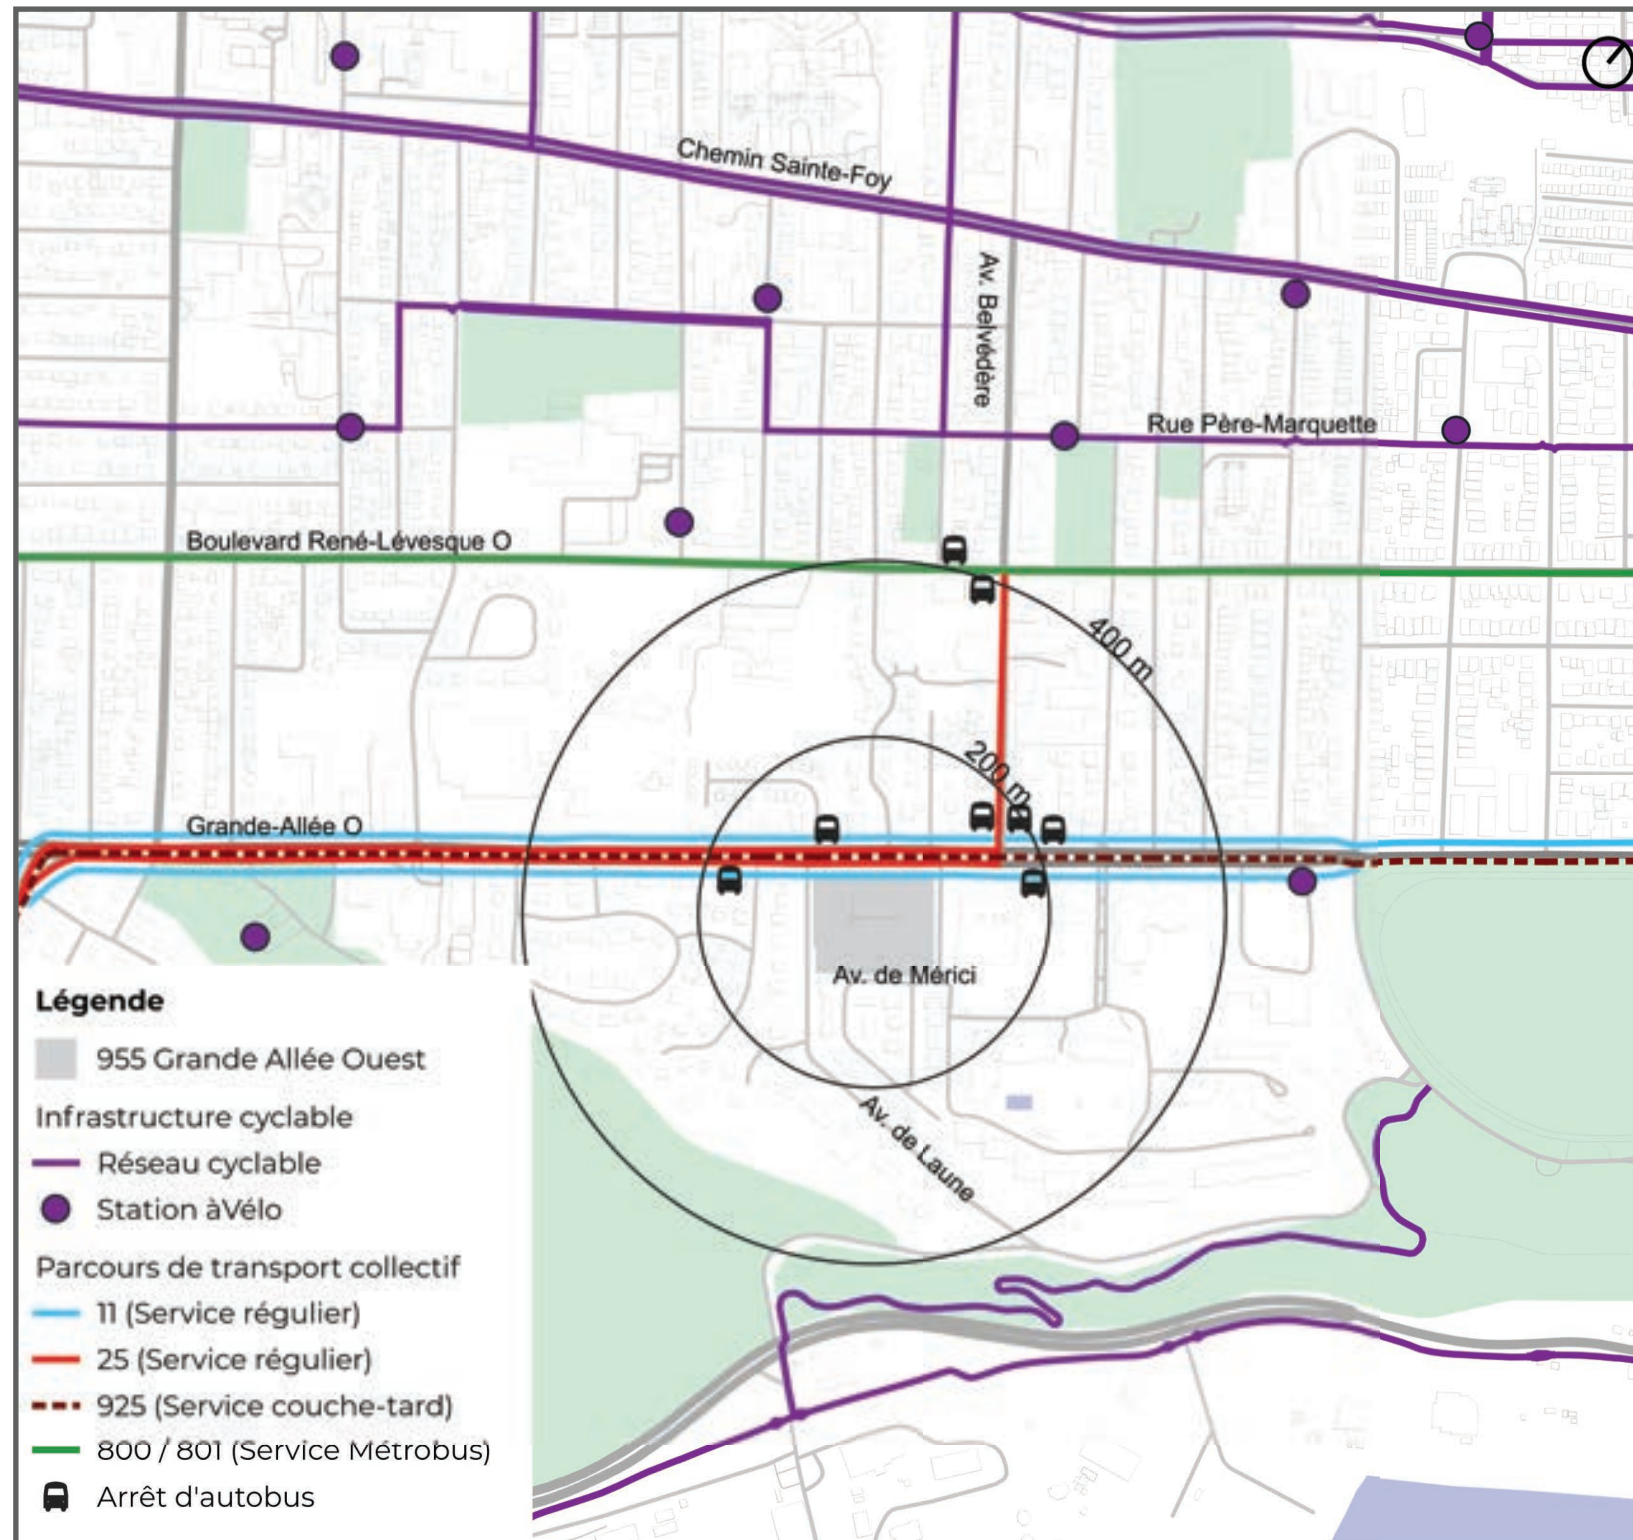 Chemin Sainte-Foy
Av. Belvédère
Rue Père-Marquette
Boulevard René-Lévesque O
400 m
200 m
Grande-Allée O
Av. de Mérici
Av. de Laune
Légende
955 Grande Allée Ouest
Infrastructure cyclable
Réseau cyclable
Station àVélo
Parcours de transport collectif
11 (Service régulier)
25 (Service régulier)
925 (Service couche-tard)
800 / 801 (Service Métrobus)
Arrêt d'autobus